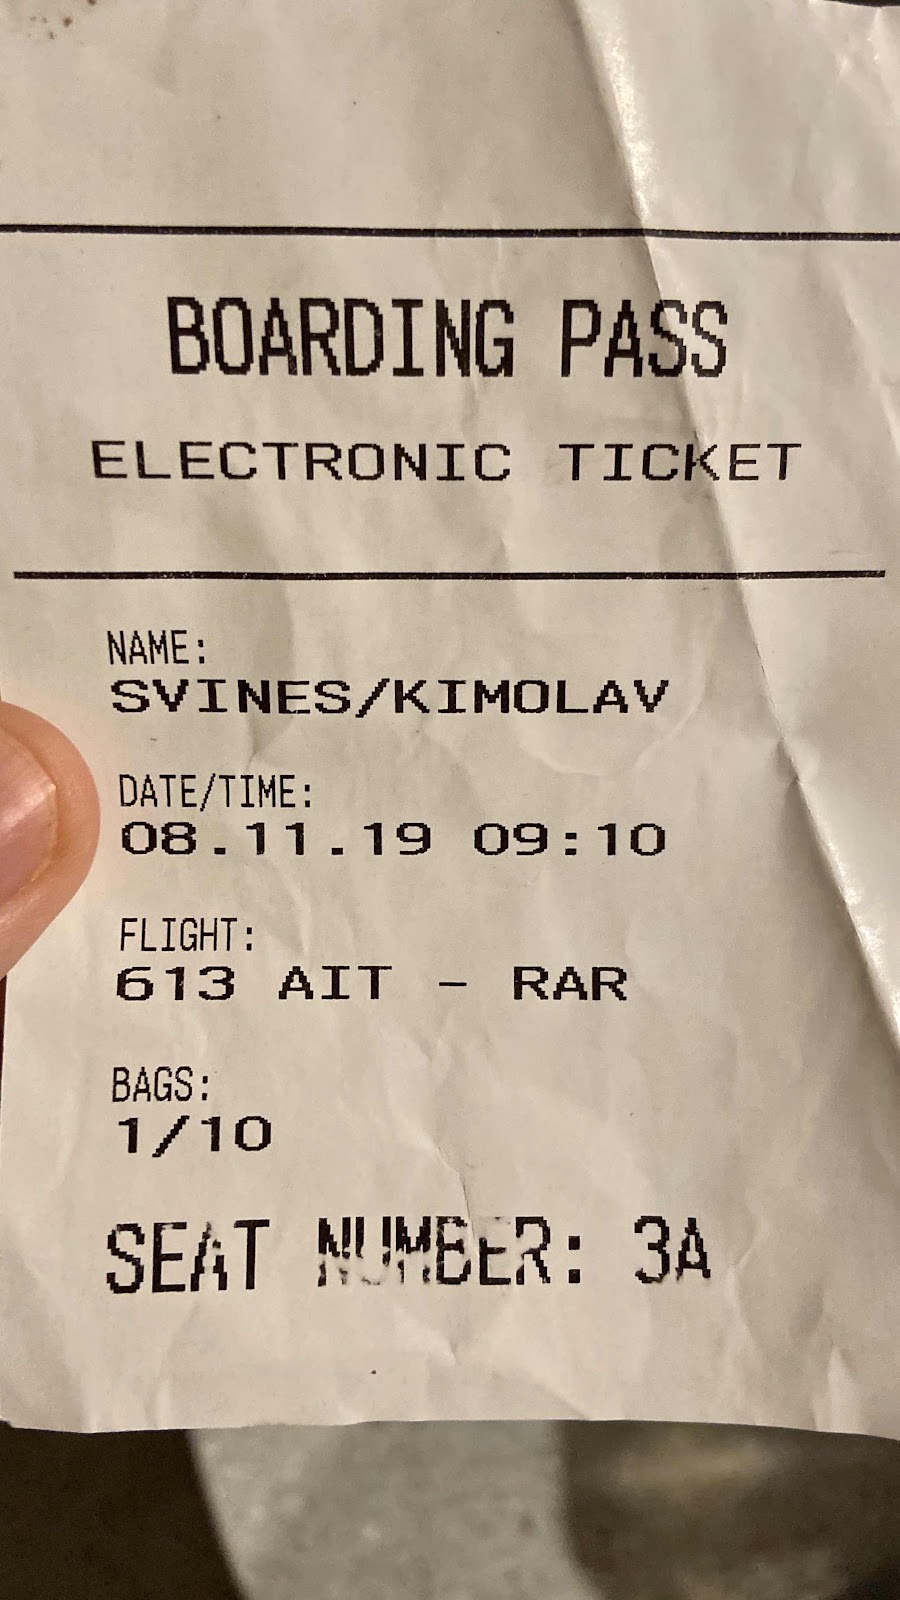 BOARDING PASS
ELECTRONIC TICKET
NAME:
SVINES/KIMOLAV
DATE/TIME:
08.11.19 09:10
FLIGHT:
613 AIT - RAR
BAGS:
1/10
SEAT NUMBER: 3A